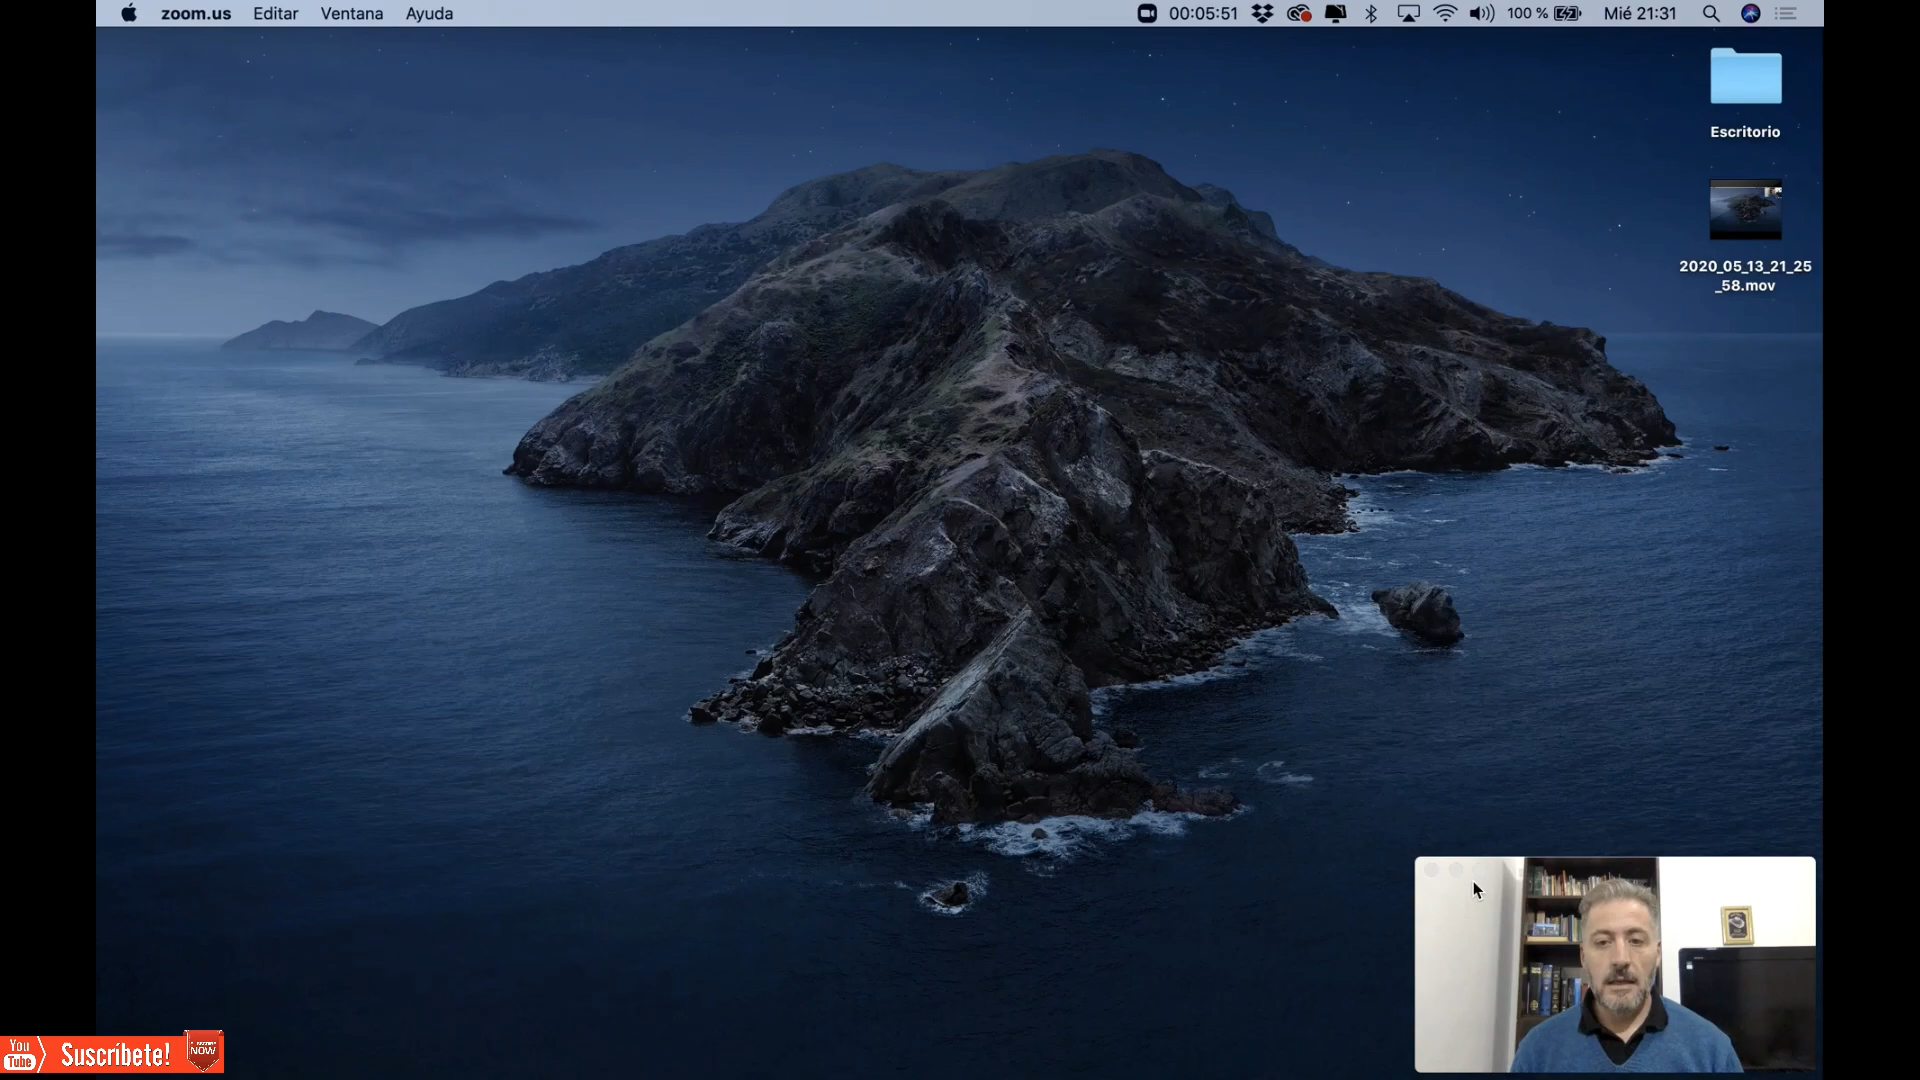 zoom.us Editar Ventana Ayuda 00:05:51 100 % Mié 21:31
Escritorio
2020_05_13_21_25
_58.mov
You
Tube
Suscríbete!
NOW